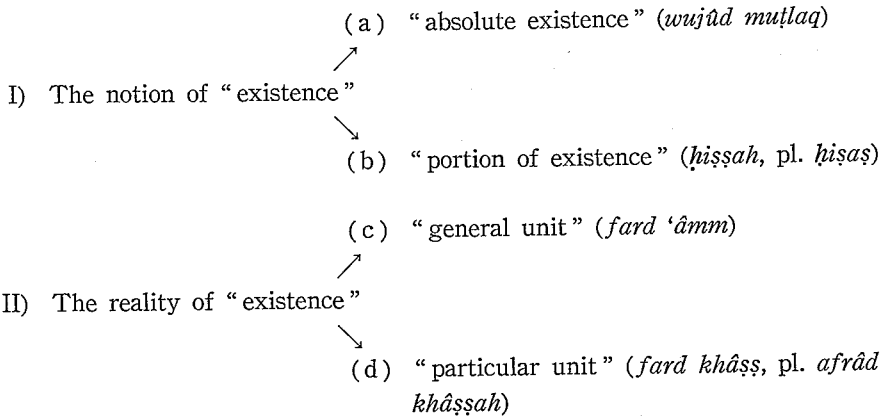 (a) “absolute existence” (wujûd muṭlaq)
I) The notion of “existence”
(b) “portion of existence” (ḥiṣṣah, pl. ḥiṣaṣ)
(c) “general unit” (fard ‘âmm)
II) The reality of “existence”
(d) “particular unit” (fard khâṣṣ, pl. afrâd
khâṣṣah)